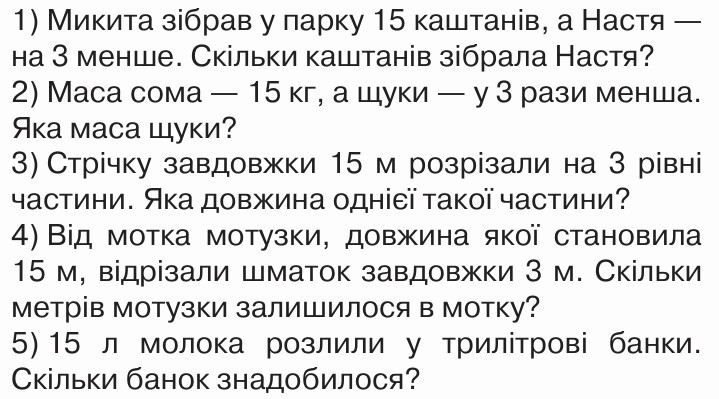 1) Микита зібрав у парку 15 каштанів, а Настя —
на 3 менше. Скільки каштанів зібрала Настя?
2) Маса сома — 15 кг, а щуки — у 3 рази менша.
Яка маса щуки?
3) Стрічку завдовжки 15 м розрізали на 3 рівні
частини. Яка довжина однієї такої частини?
4) Від мотка мотузки, довжина якої становила
15 м, відрізали шматок завдовжки 3 м. Скільки
метрів мотузки залишилося в мотку?
5) 15 л молока розлили у трилітрові банки.
Скільки банок знадобилося?